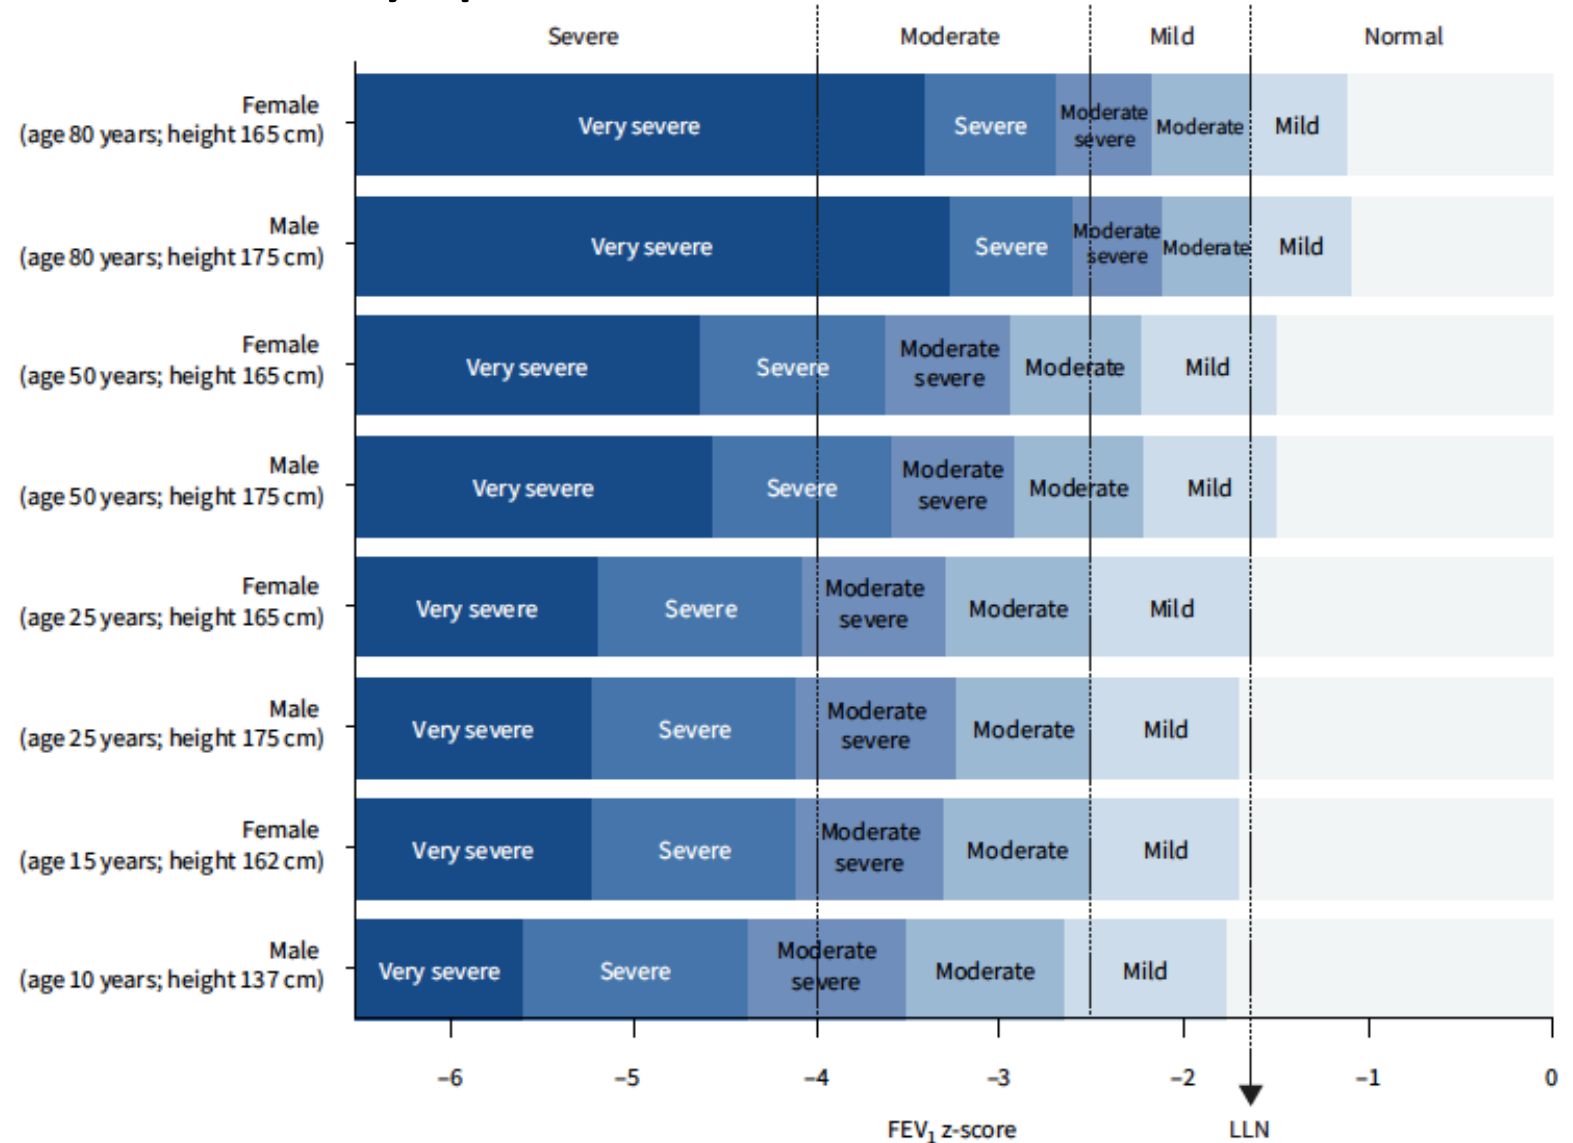 Severe Moderate Mild Normal
Female
(age 80 years; height 165 cm)
Very severe Severe Moderate severe Moderate Mild
Male
(age 80 years; height 175 cm)
Very severe Severe Moderate severe Moderate Mild
Female
(age 50 years; height 165 cm)
Very severe Severe Moderate severe Moderate Mild
Male
(age 50 years; height 175 cm)
Very severe Severe Moderate severe Moderate Mild
Female
(age 25 years; height 165 cm)
Very severe Severe Moderate severe Moderate Mild
Male
(age 25 years; height 175 cm)
Very severe Severe Moderate severe Moderate Mild
Female
(age 15 years; height 162 cm)
Very severe Severe Moderate severe Moderate Mild
Male
(age 10 years; height 137 cm)
Very severe Severe Moderate severe Moderate Mild
–6 –5 –4 –3 –2 –1 0
FEV₁ z-score LLN